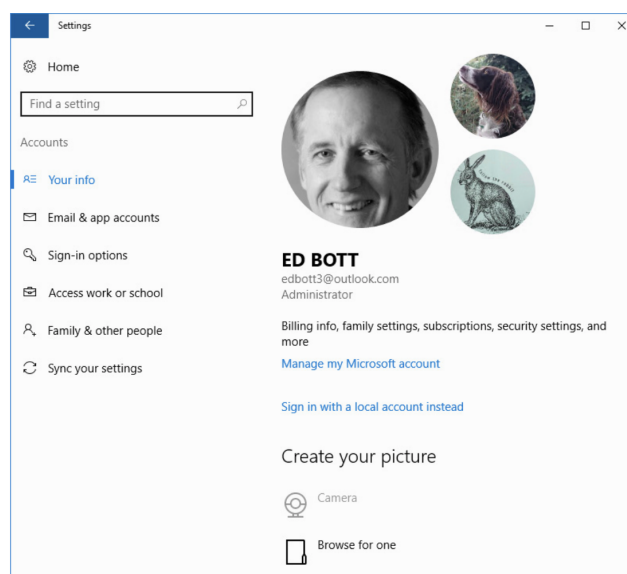 Settings
Home
Find a setting
Accounts
Your info
Email & app accounts
Sign-in options
Access work or school
Family & other people
Sync your settings
ED BOTT
edbott3@outlook.com
Administrator
Billing info, family settings, subscriptions, security settings, and
more
Manage my Microsoft account
Sign in with a local account instead
Create your picture
Camera
Browse for one